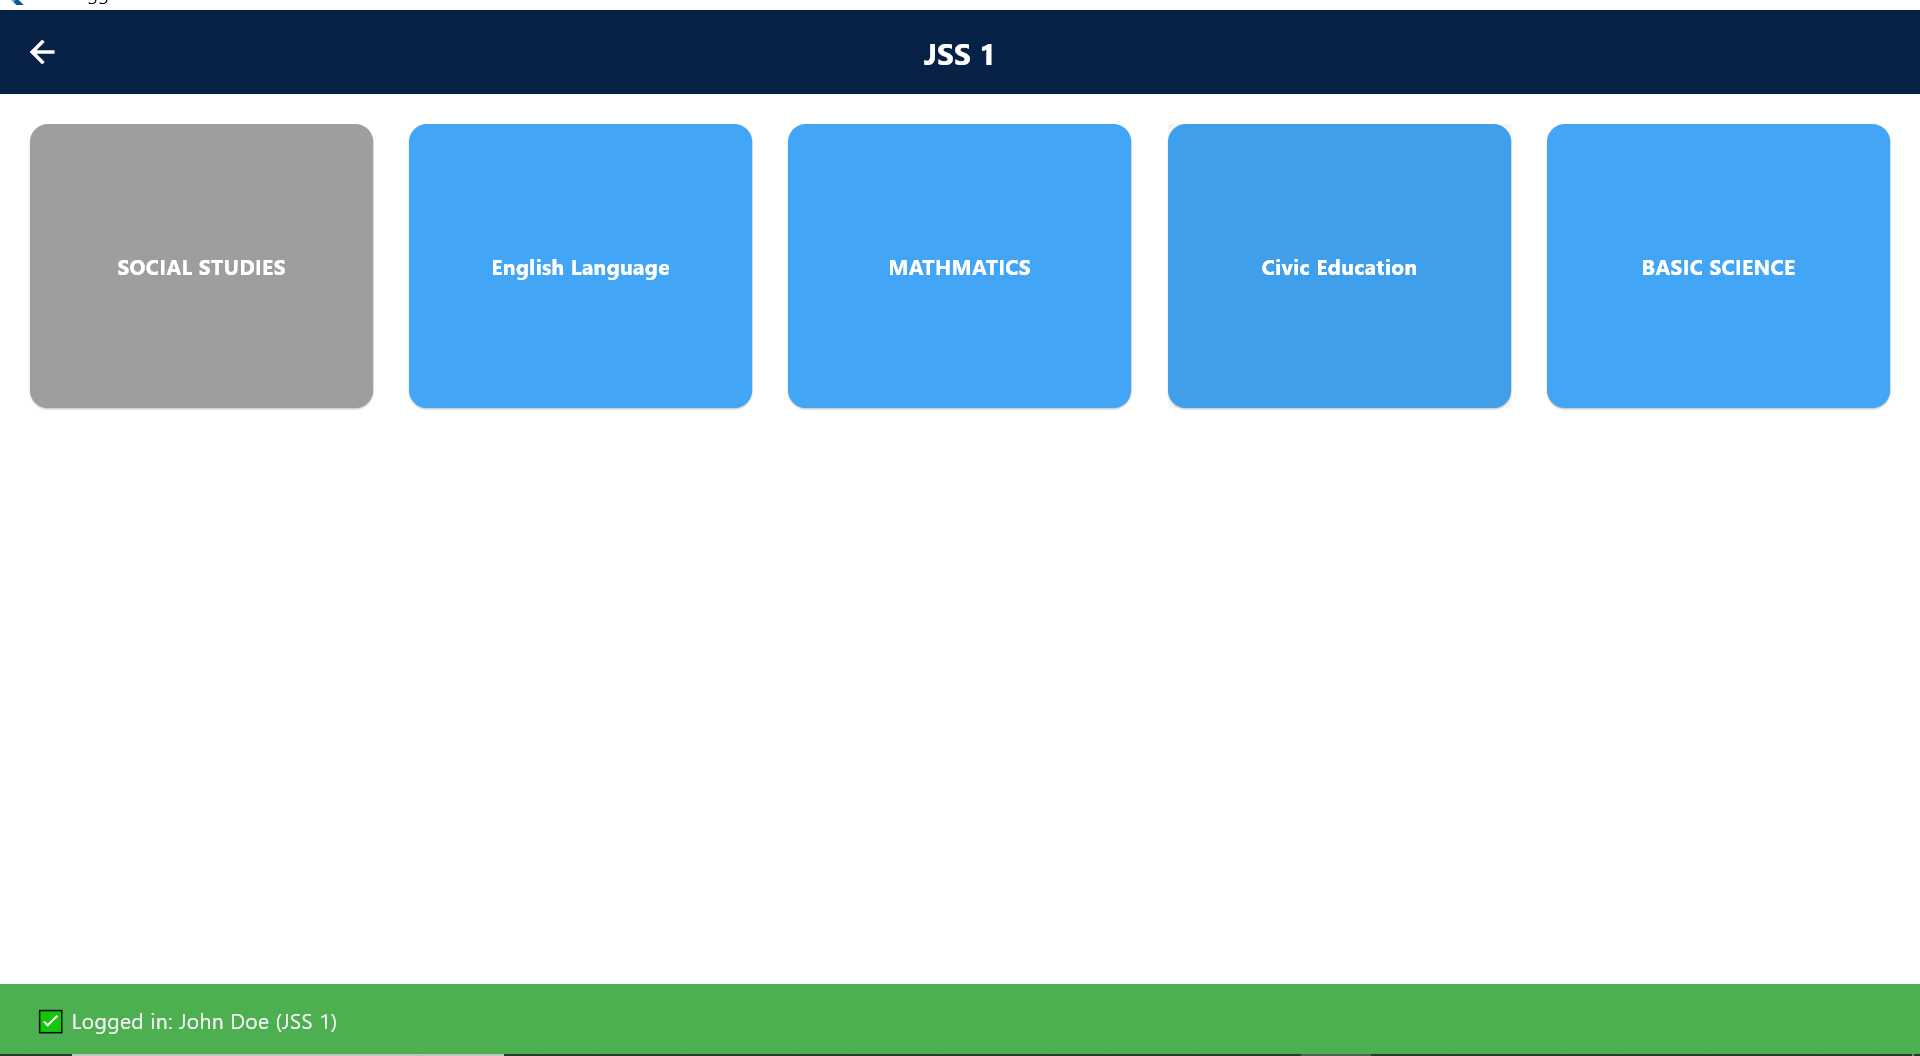 JSS 1
SOCIAL STUDIES
English Language
MATHMATICS
Civic Education
BASIC SCIENCE
Logged in: John Doe (JSS 1)